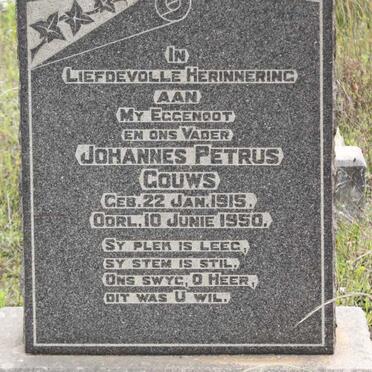 IN
LIEFDEVOLLE HERINNERING
AAN
MY EGGENOOT
EN ONS VADER
JOHANNES PETRUS
GOUWS
GEB. 22 JAN. 1915.
OORL. 10 JUNIE 1950.
SY PLEK IS LEEG,
SY STEM IS STIL.
ONS SWYG, O HEER,
DIT WAS U WIL.